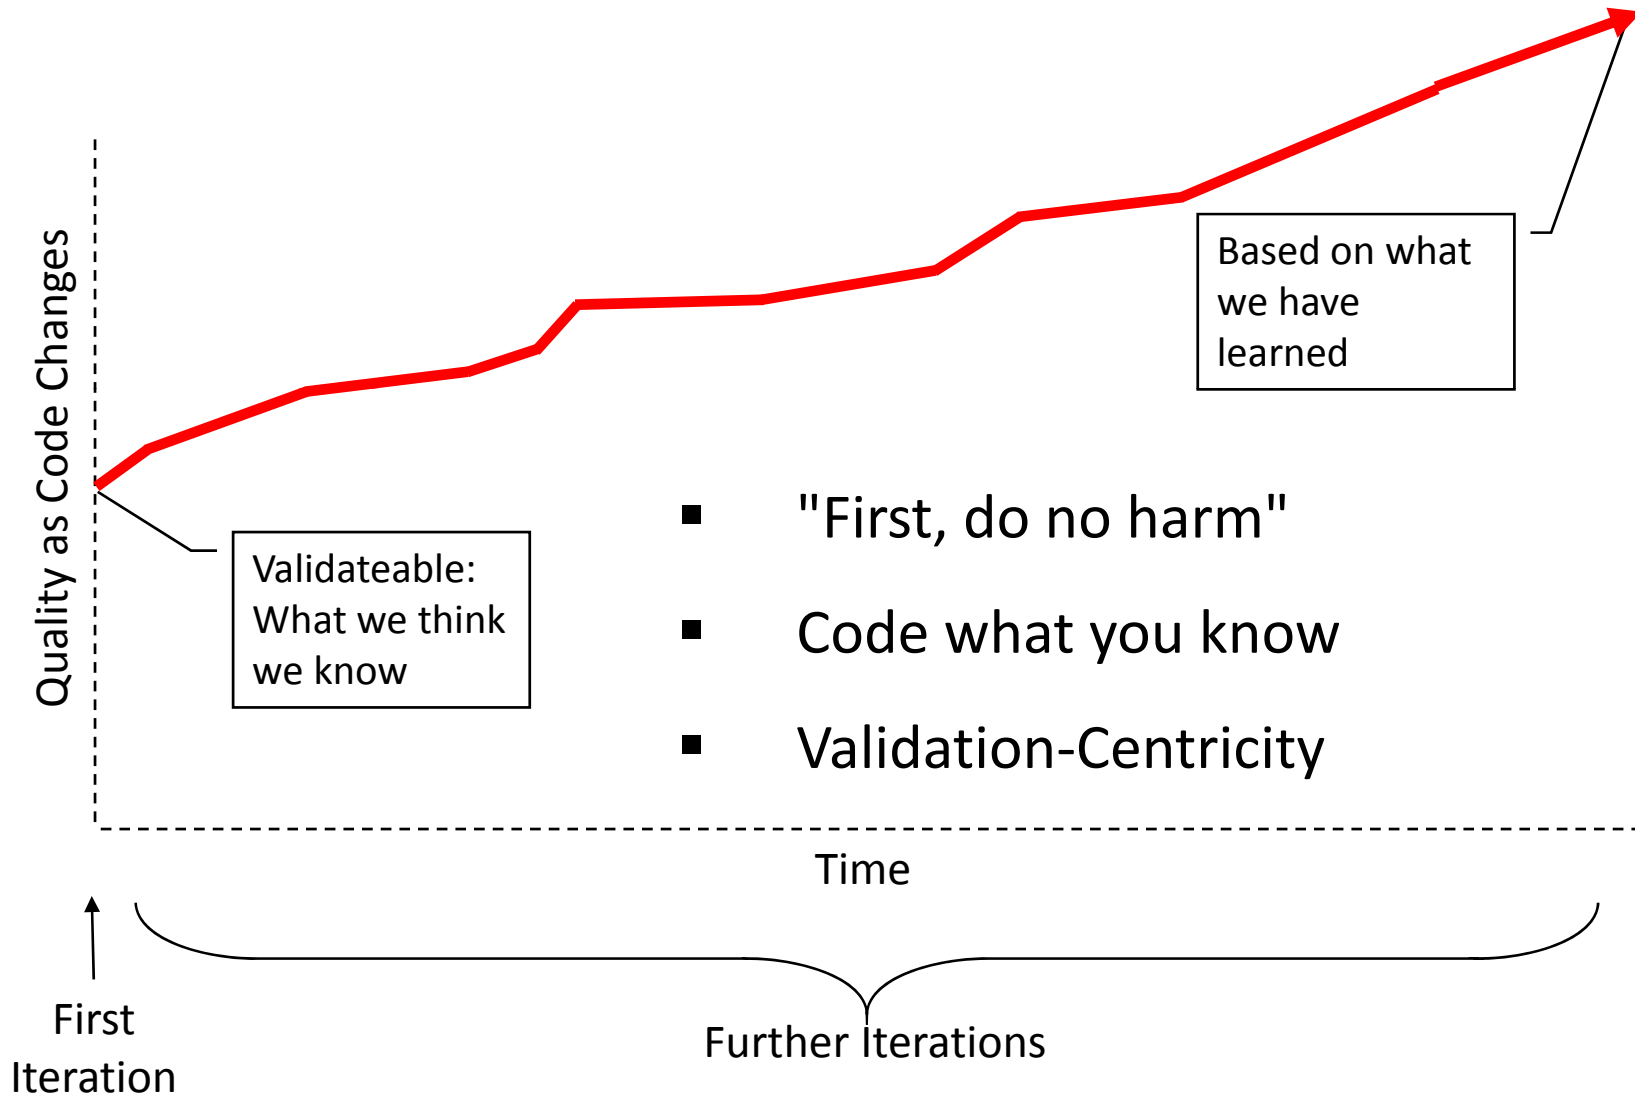 Quality as Code Changes
Based on what
we have
learned
Validateable:
What we think
we know
▪ "First, do no harm"
▪ Code what you know
▪ Validation-Centricity
Time
First
Iteration
Further Iterations